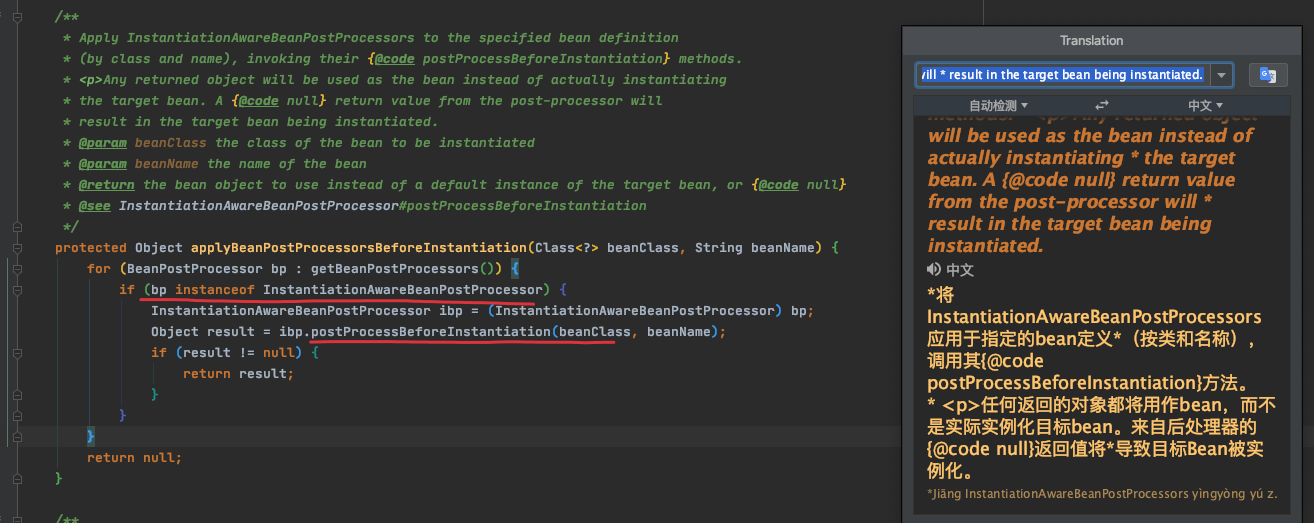 /**
* Apply InstantiationAwareBeanPostProcessors to the specified bean definition
* (by class and name), invoking their {@code postProcessBeforeInstantiation} methods.
* <p>Any returned object will be used as the bean instead of actually instantiating
* the target bean. A {@code null} return value from the post-processor will
* result in the target bean being instantiated.
* @param beanClass the class of the bean to be instantiated
* @param beanName the name of the bean
* @return the bean object to use instead of a default instance of the target bean, or {@code null}
* @see InstantiationAwareBeanPostProcessor#postProcessBeforeInstantiation
*/
protected Object applyBeanPostProcessorsBeforeInstantiation(Class<?> beanClass, String beanName) {
for (BeanPostProcessor bp : getBeanPostProcessors()) {
if (bp instanceof InstantiationAwareBeanPostProcessor) {
InstantiationAwareBeanPostProcessor ibp = (InstantiationAwareBeanPostProcessor) bp;
Object result = ibp.postProcessBeforeInstantiation(beanClass, beanName);
if (result != null) {
return result;
}
}
}
return null;
}
/**
Translation
will * result in the target bean being instantiated.
自动检测
中文
will be used as the bean instead of
actually instantiating * the target
bean. A {@code null} return value
from the post-processor will *
result in the target bean being
instantiated.
中文
*将
InstantiationAwareBeanPostProcessors
应用于指定的bean定义*（按类和名称），
调用其{@code
postProcessBeforeInstantiation}方法。
* <p>任何返回的对象都将用作bean，而不
是实际实例化目标bean。来自后处理器的
{@code null}返回值将*导致目标Bean被实
例化。
*Jiāng InstantiationAwareBeanPostProcessors yìngyòng yú z.